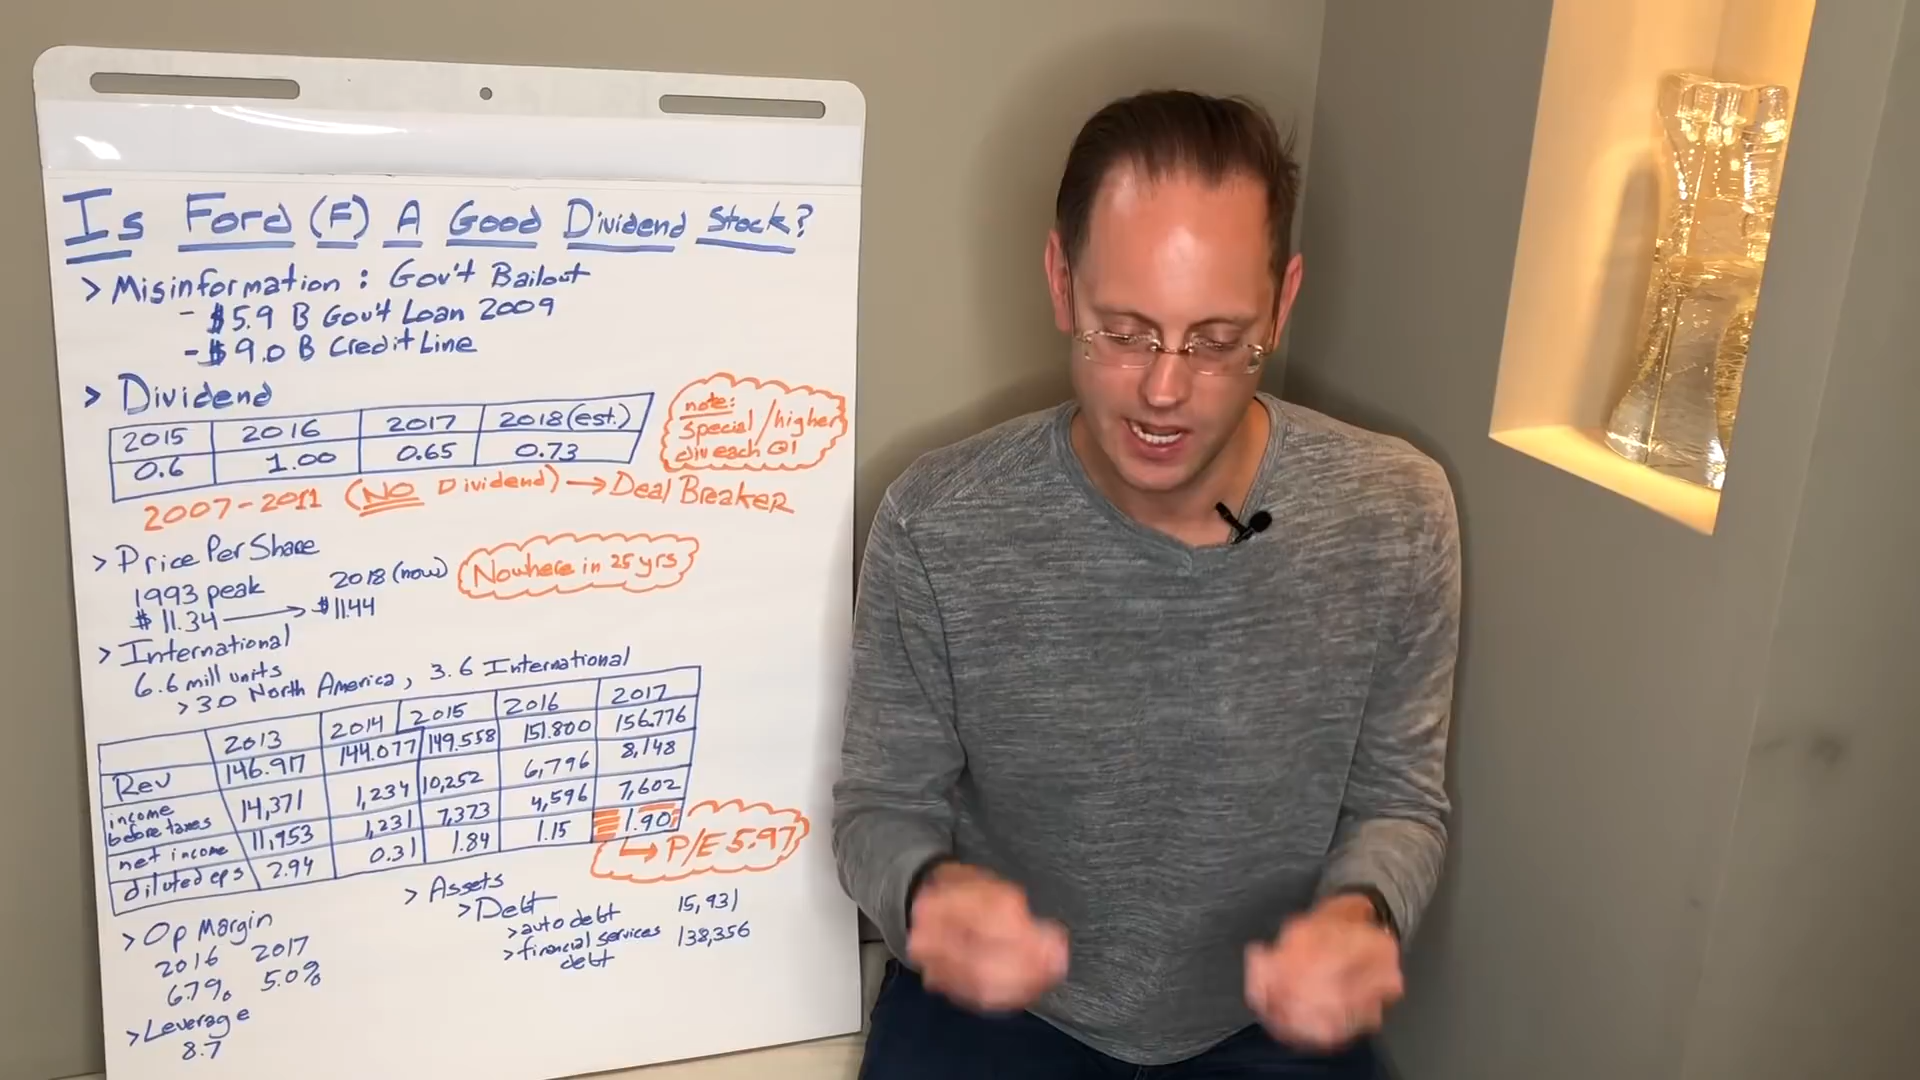 Is Ford (F) A Good Dividend Stock?
> Misinformation : Gov't Bailout
- $5.9 B Gov't Loan 2009
- $9.0 B Credit Line
> Dividend
2015 2016 2017 2018 (est.)
0.6 1.00 0.65 0.73
note:
special/higher
div each Q1
2007-2011 (NO Dividend) → Deal Breaker
> Price Per Share
1993 peak 2018 (now)
$11.34 → $11.44
Nowhere in 25 yrs
> International
6.6 mill units
> 3.0 North America, 3.6 International
2013 2014 2015 2016 2017
Rev 146.917 144.077 149.558 151.800 156.776
income before taxes 14,371 1,234 10,252 6,796 8,148
net income 11,953 1,231 7,373 4,596 7,602
diluted eps 2.94 0.31 1.84 1.15 1.90
→ P/E 5.97
> Op Margin
2016 2017
6.7% 5.0%
> Leverage
8.7
> Assets
> Debt
> auto debt 15,931
> financial services 138,356
debt